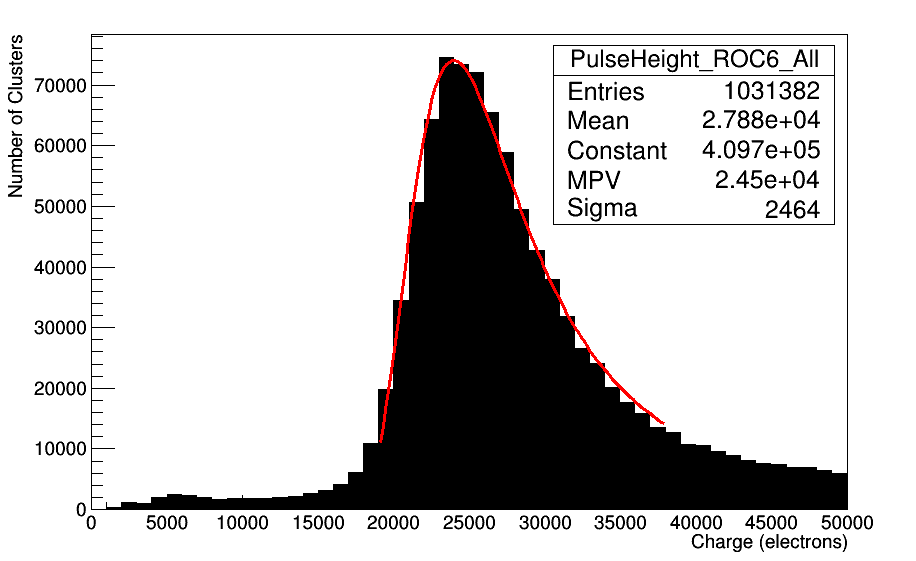 PulseHeight_ROC6_All
Entries 1031382
Mean 2.788e+04
Constant 4.097e+05
MPV 2.45e+04
Sigma 2464
Number of Clusters
70000
60000
50000
40000
30000
20000
10000
0
0 5000 10000 15000 20000 25000 30000 35000 40000 45000 50000
Charge (electrons)